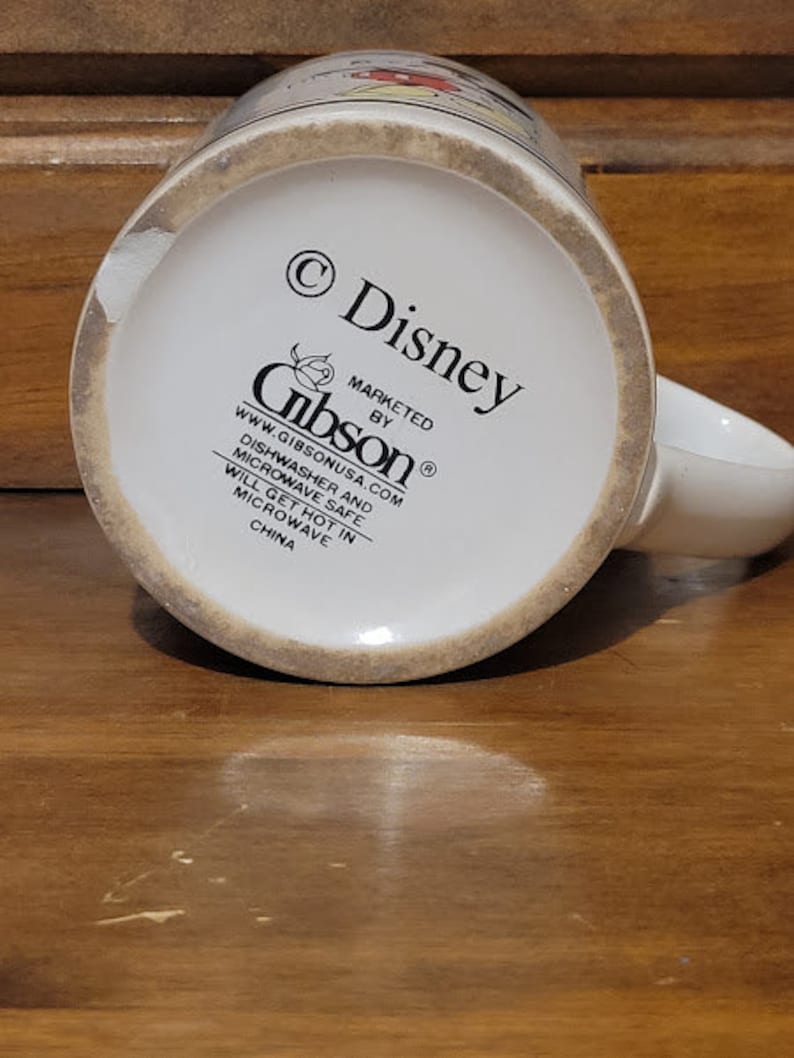 © Disney
MARKETED
BY
Gibson®
WWW.GIBSONUSA.COM
DISHWASHER AND
MICROWAVE SAFE
WILL GET HOT IN
MICROWAVE
CHINA